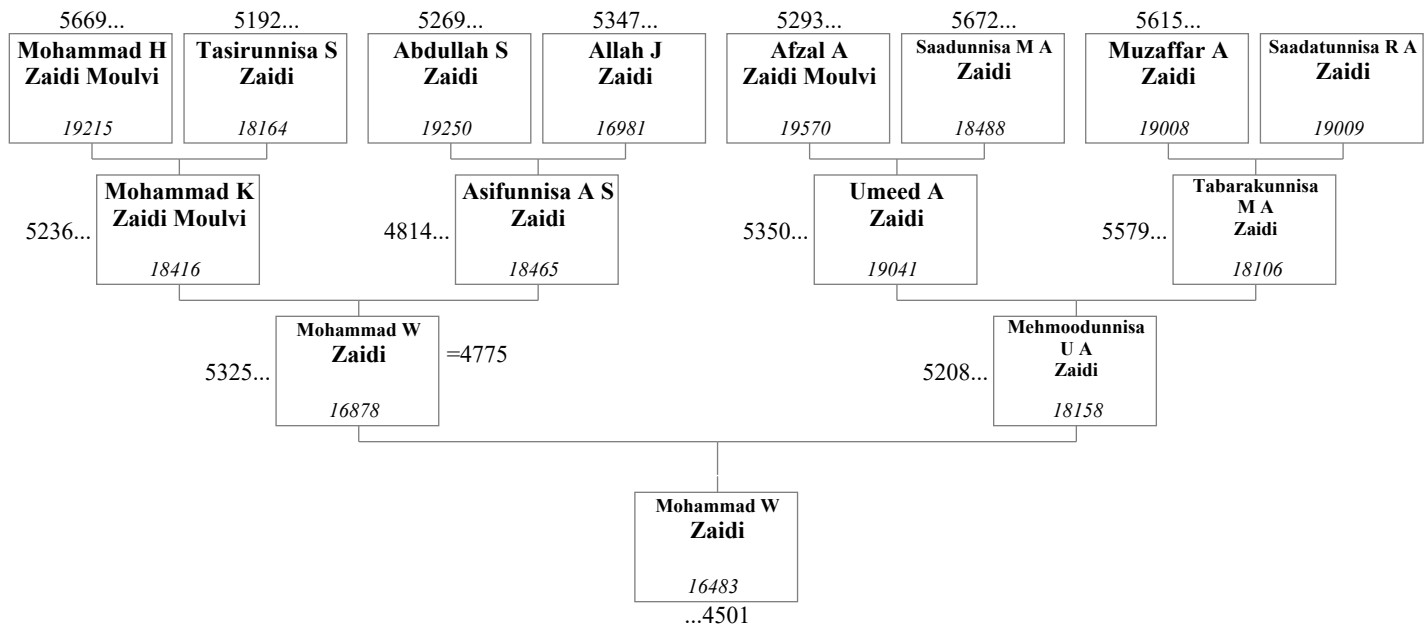 5669... 5192... 5269... 5347... 5293... 5672... 5615...
Mohammad H Tasirunnisa S Abdullah S Allah J Afzal A Saadunnisa M A Muzaffar A Saadatunnisa R A
Zaidi Moulvi Zaidi Zaidi Zaidi Zaidi Moulvi Zaidi Zaidi Zaidi
19215 18164 19250 16981 19570 18488 19008 19009
Mohammad K Asifunnisa A S Umeed A Tabarakunnisa
Zaidi Moulvi Zaidi Zaidi M A
Zaidi
5236... 4814... 5350... 5579...
18416 18465 19041 18106
Mohammad W Mehmoodunnisa
Zaidi =4775 U A
Zaidi
5325... 5208...
16878 18158
Mohammad W
Zaidi
16483
...4501